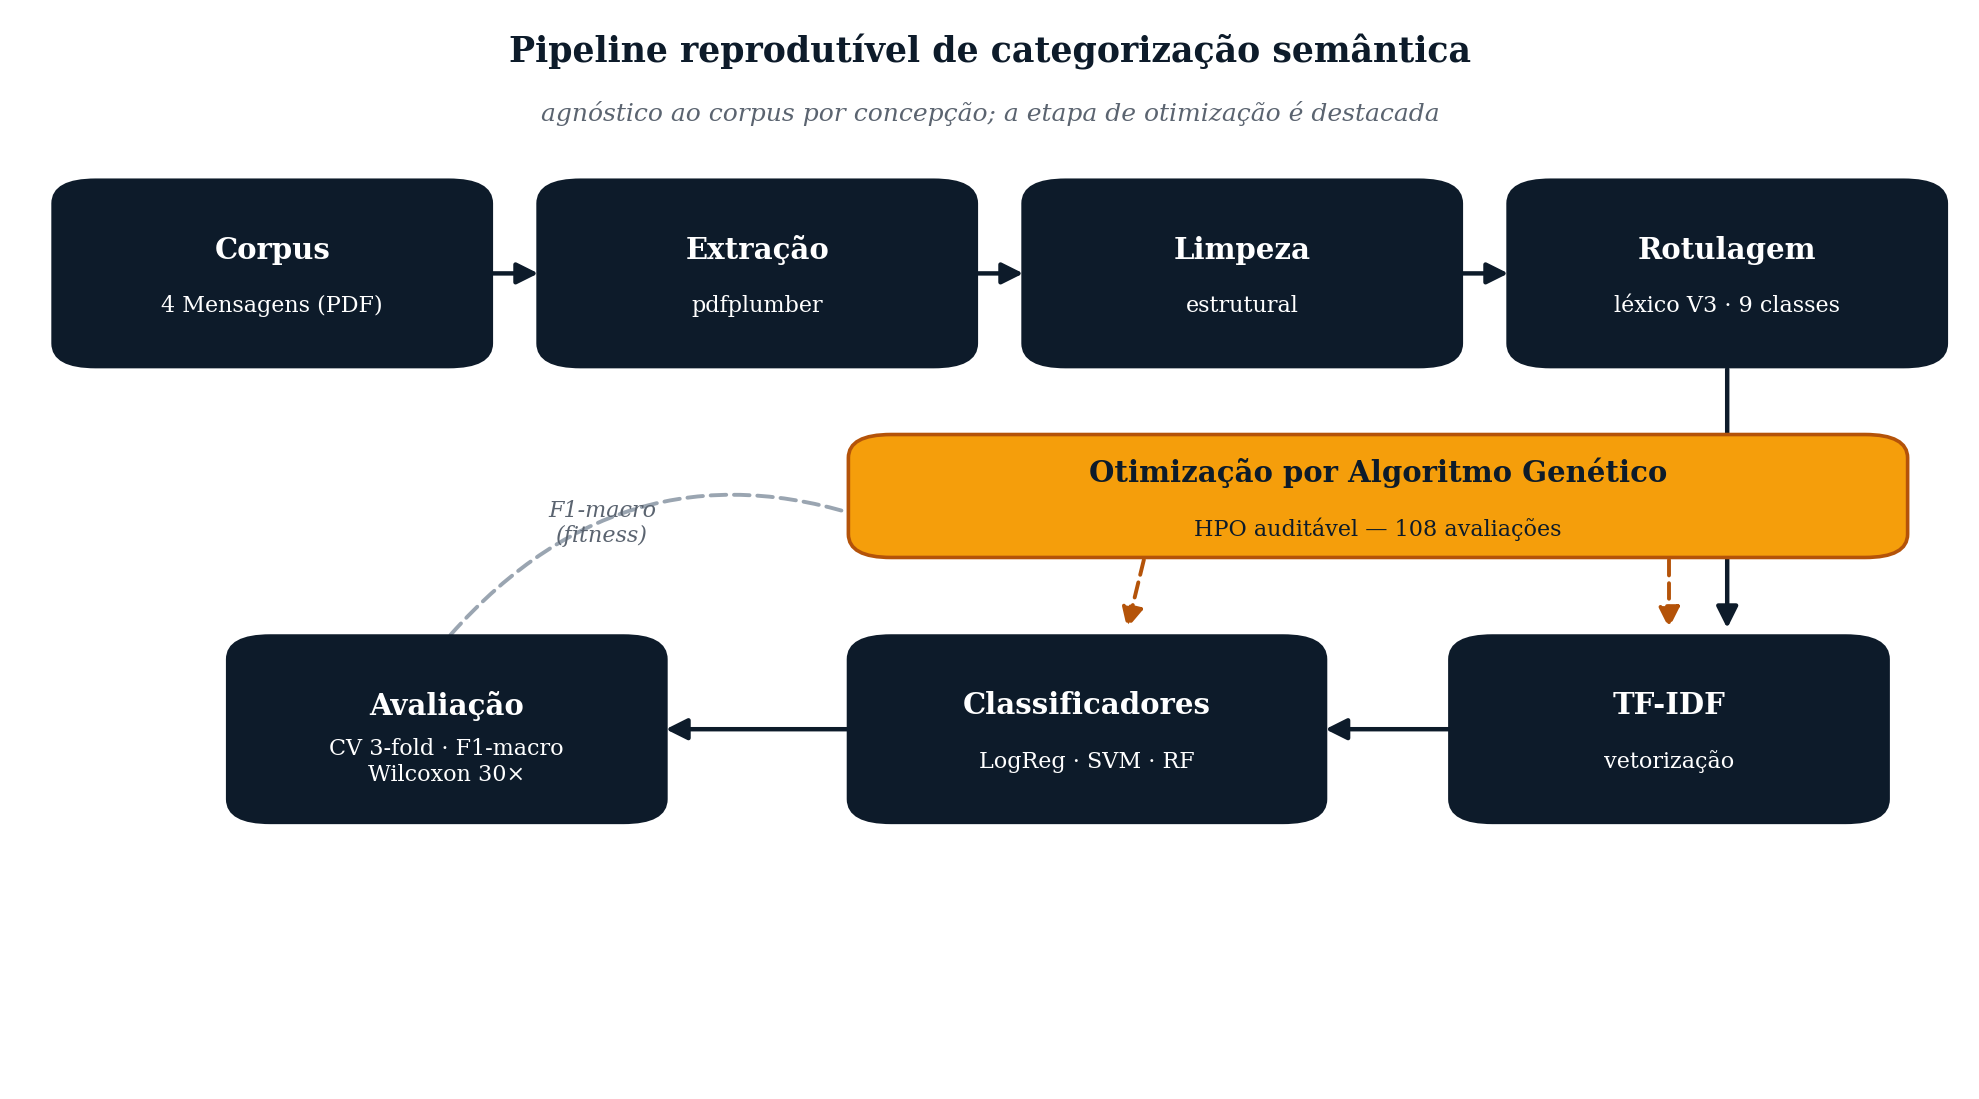 Pipeline reprodutível de categorização semântica
agnóstico ao corpus por concepção; a etapa de otimização é destacada
Corpus
4 Mensagens (PDF)
Extração
pdfplumber
Limpeza
estrutural
Rotulagem
léxico V3 · 9 classes
Otimização por Algoritmo Genético
HPO auditável — 108 avaliações
F1-macro
(fitness)
Avaliação
CV 3-fold · F1-macro
Wilcoxon 30×
Classificadores
LogReg · SVM · RF
TF-IDF
vetorização